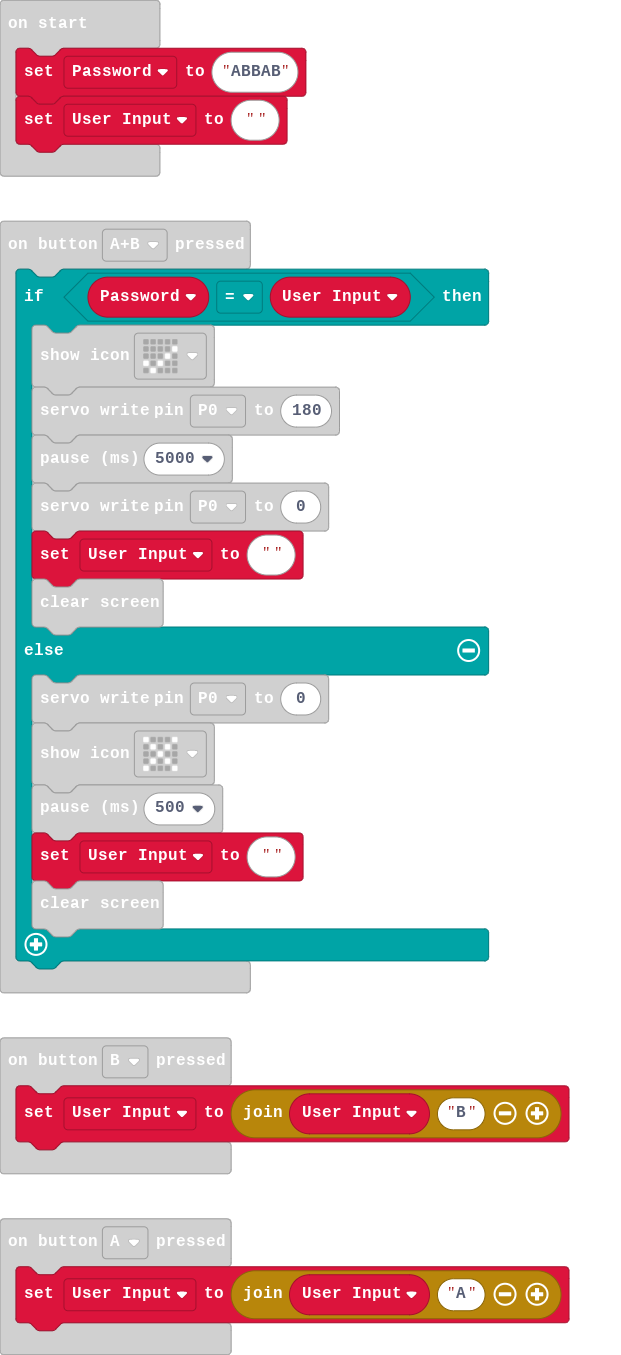 on start
set Password to "ABBAB"
set User Input to " "
on button A+B pressed
if Password = User Input then
show icon
servo write pin P0 to 180
pause (ms) 5000
servo write pin P0 to 0
set User Input to " "
clear screen
else
servo write pin P0 to 0
show icon
pause (ms) 500
set User Input to " "
clear screen
on button B pressed
set User Input to join User Input "B"
on button A pressed
set User Input to join User Input "A"